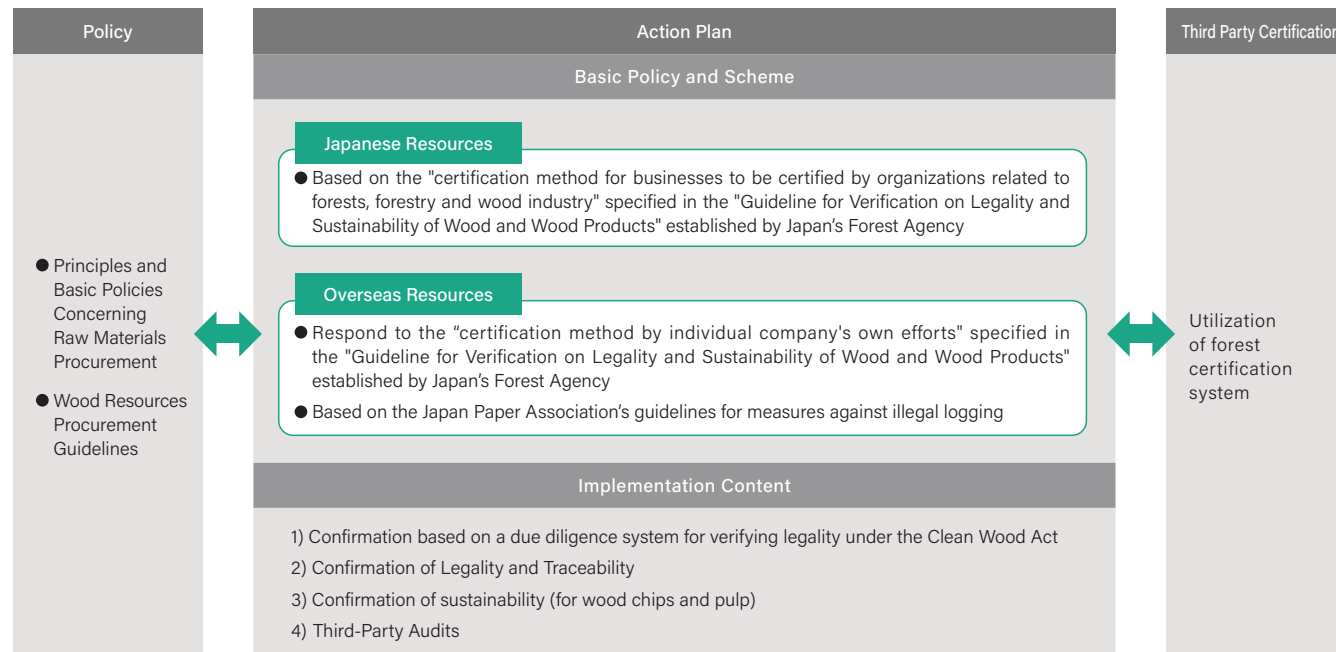 Policy
● Principles and
Basic Policies
Concerning
Raw Materials
Procurement
● Wood Resources
Procurement
Guidelines
Action Plan
Basic Policy and Scheme
Japanese Resources
● Based on the "certification method for businesses to be certified by organizations related to
forests, forestry and wood industry" specified in the "Guideline for Verification on Legality and
Sustainability of Wood and Wood Products" established by Japan’s Forest Agency
Overseas Resources
● Respond to the “certification method by individual company's own efforts" specified in
the "Guideline for Verification on Legality and Sustainability of Wood and Wood Products"
established by Japan’s Forest Agency
● Based on the Japan Paper Association’s guidelines for measures against illegal logging
Implementation Content
1) Confirmation based on a due diligence system for verifying legality under the Clean Wood Act
2) Confirmation of Legality and Traceability
3) Confirmation of sustainability (for wood chips and pulp)
4) Third-Party Audits
Third Party Certification
Utilization
of forest
certification
system